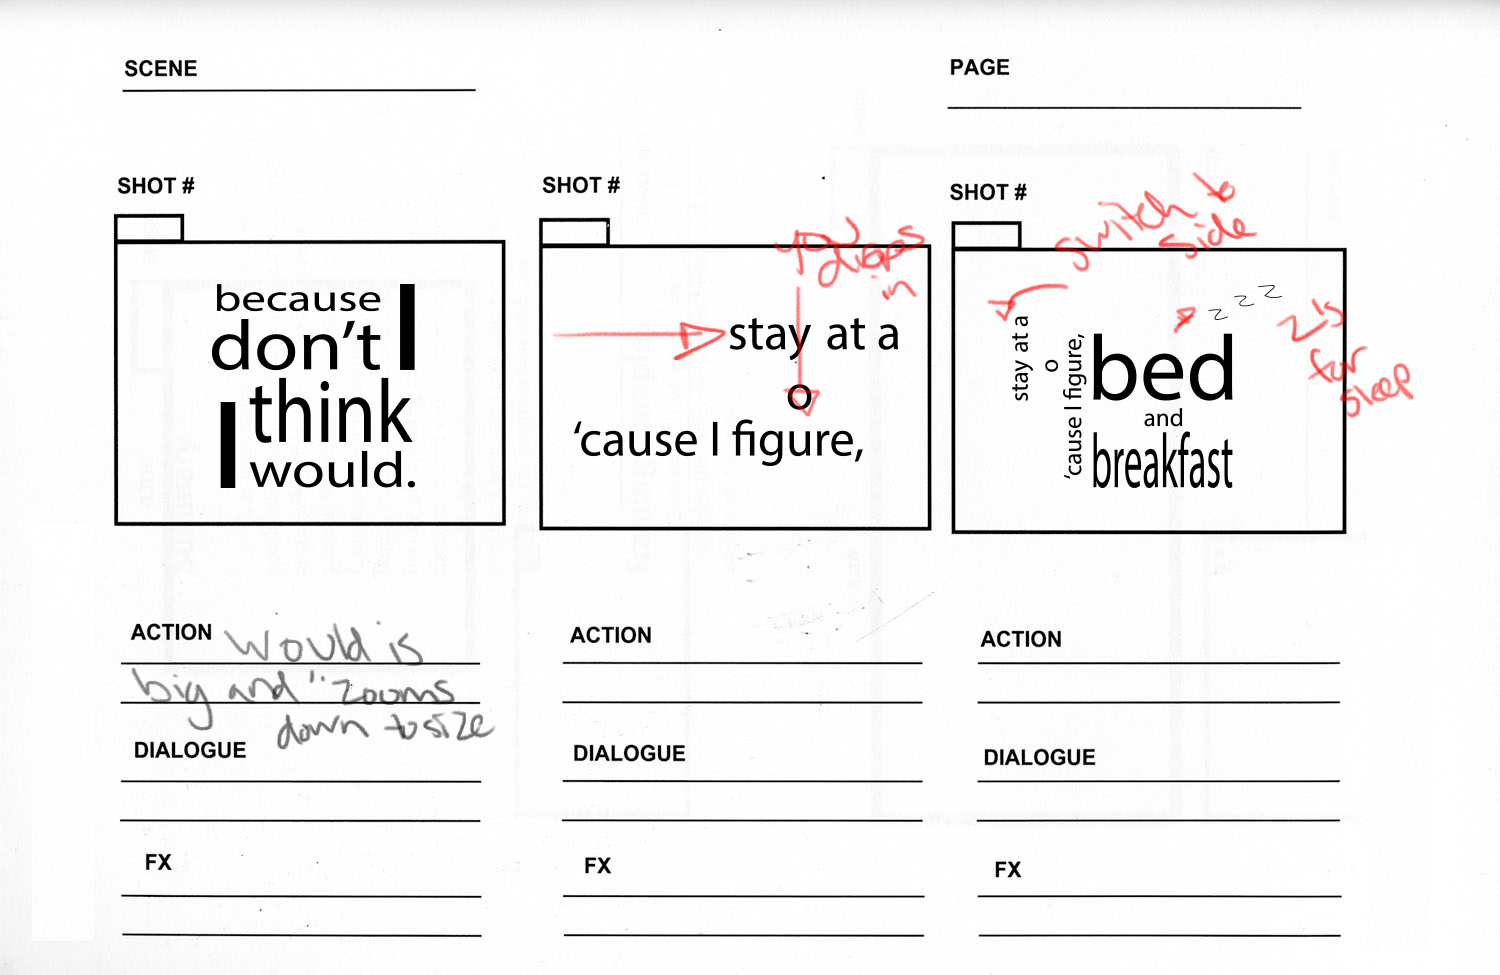 SCENE
PAGE
SHOT #
SHOT #
SHOT #
because
don't I
I think
would.
you
drops
in
stay at a
o
'cause I figure,
switch to
side
stay at a
o
'cause I figure,
z z z
bed
and
breakfast
z's
for
sleep
ACTION would is
big and "zooms
down to size
DIALOGUE
FX
ACTION
DIALOGUE
FX
ACTION
DIALOGUE
FX